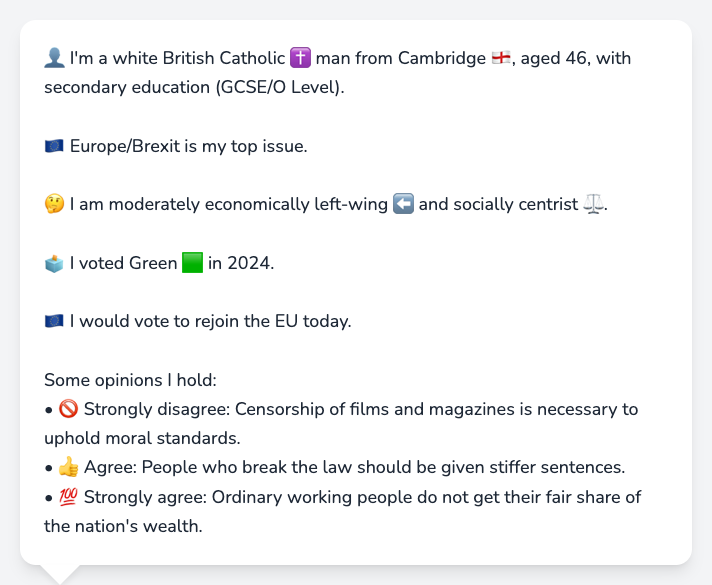 👤 I'm a white British Catholic ✝️ man from Cambridge 🏴󠁧󠁢󠁥󠁮󠁧󠁿, aged 46, with
secondary education (GCSE/O Level).
🇪🇺 Europe/Brexit is my top issue.
🤔 I am moderately economically left-wing ⬅️ and socially centrist ⚖️.
🗳️ I voted Green 🟩 in 2024.
🇪🇺 I would vote to rejoin the EU today.
Some opinions I hold:
• 🚫 Strongly disagree: Censorship of films and magazines is necessary to
uphold moral standards.
• 👍 Agree: People who break the law should be given stiffer sentences.
• 💯 Strongly agree: Ordinary working people do not get their fair share of
the nation's wealth.